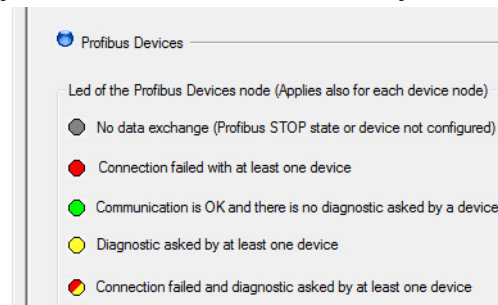 Profibus Devices
Led of the Profibus Devices node (Applies also for each device node)
No data exchange (Profibus STOP state or device not configured)
Connection failed with at least one device
Communication is OK and there is no diagnostic asked by a device
Diagnostic asked by at least one device
Connection failed and diagnostic asked by at least one device